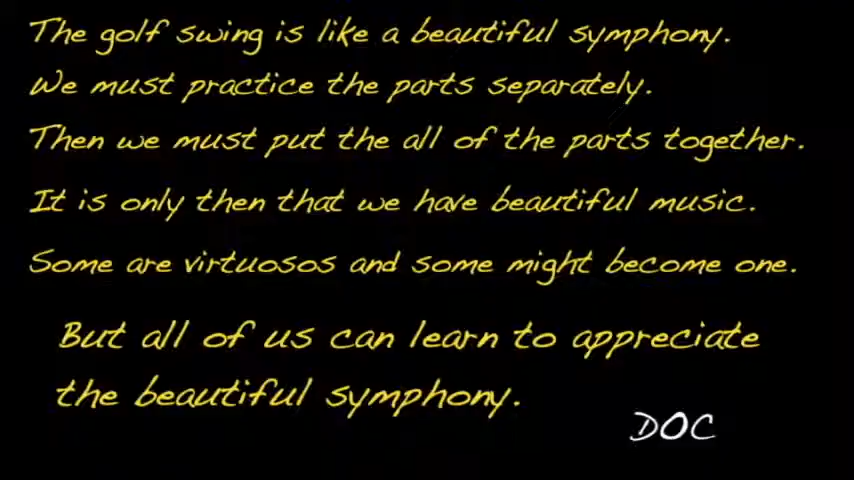 The golf swing is like a beautiful symphony.
We must practice the parts separately.
Then we must put the all of the parts together.
It is only then that we have beautiful music.
Some are virtuosos and some might become one.
But all of us can learn to appreciate
the beautiful symphony.
DOC